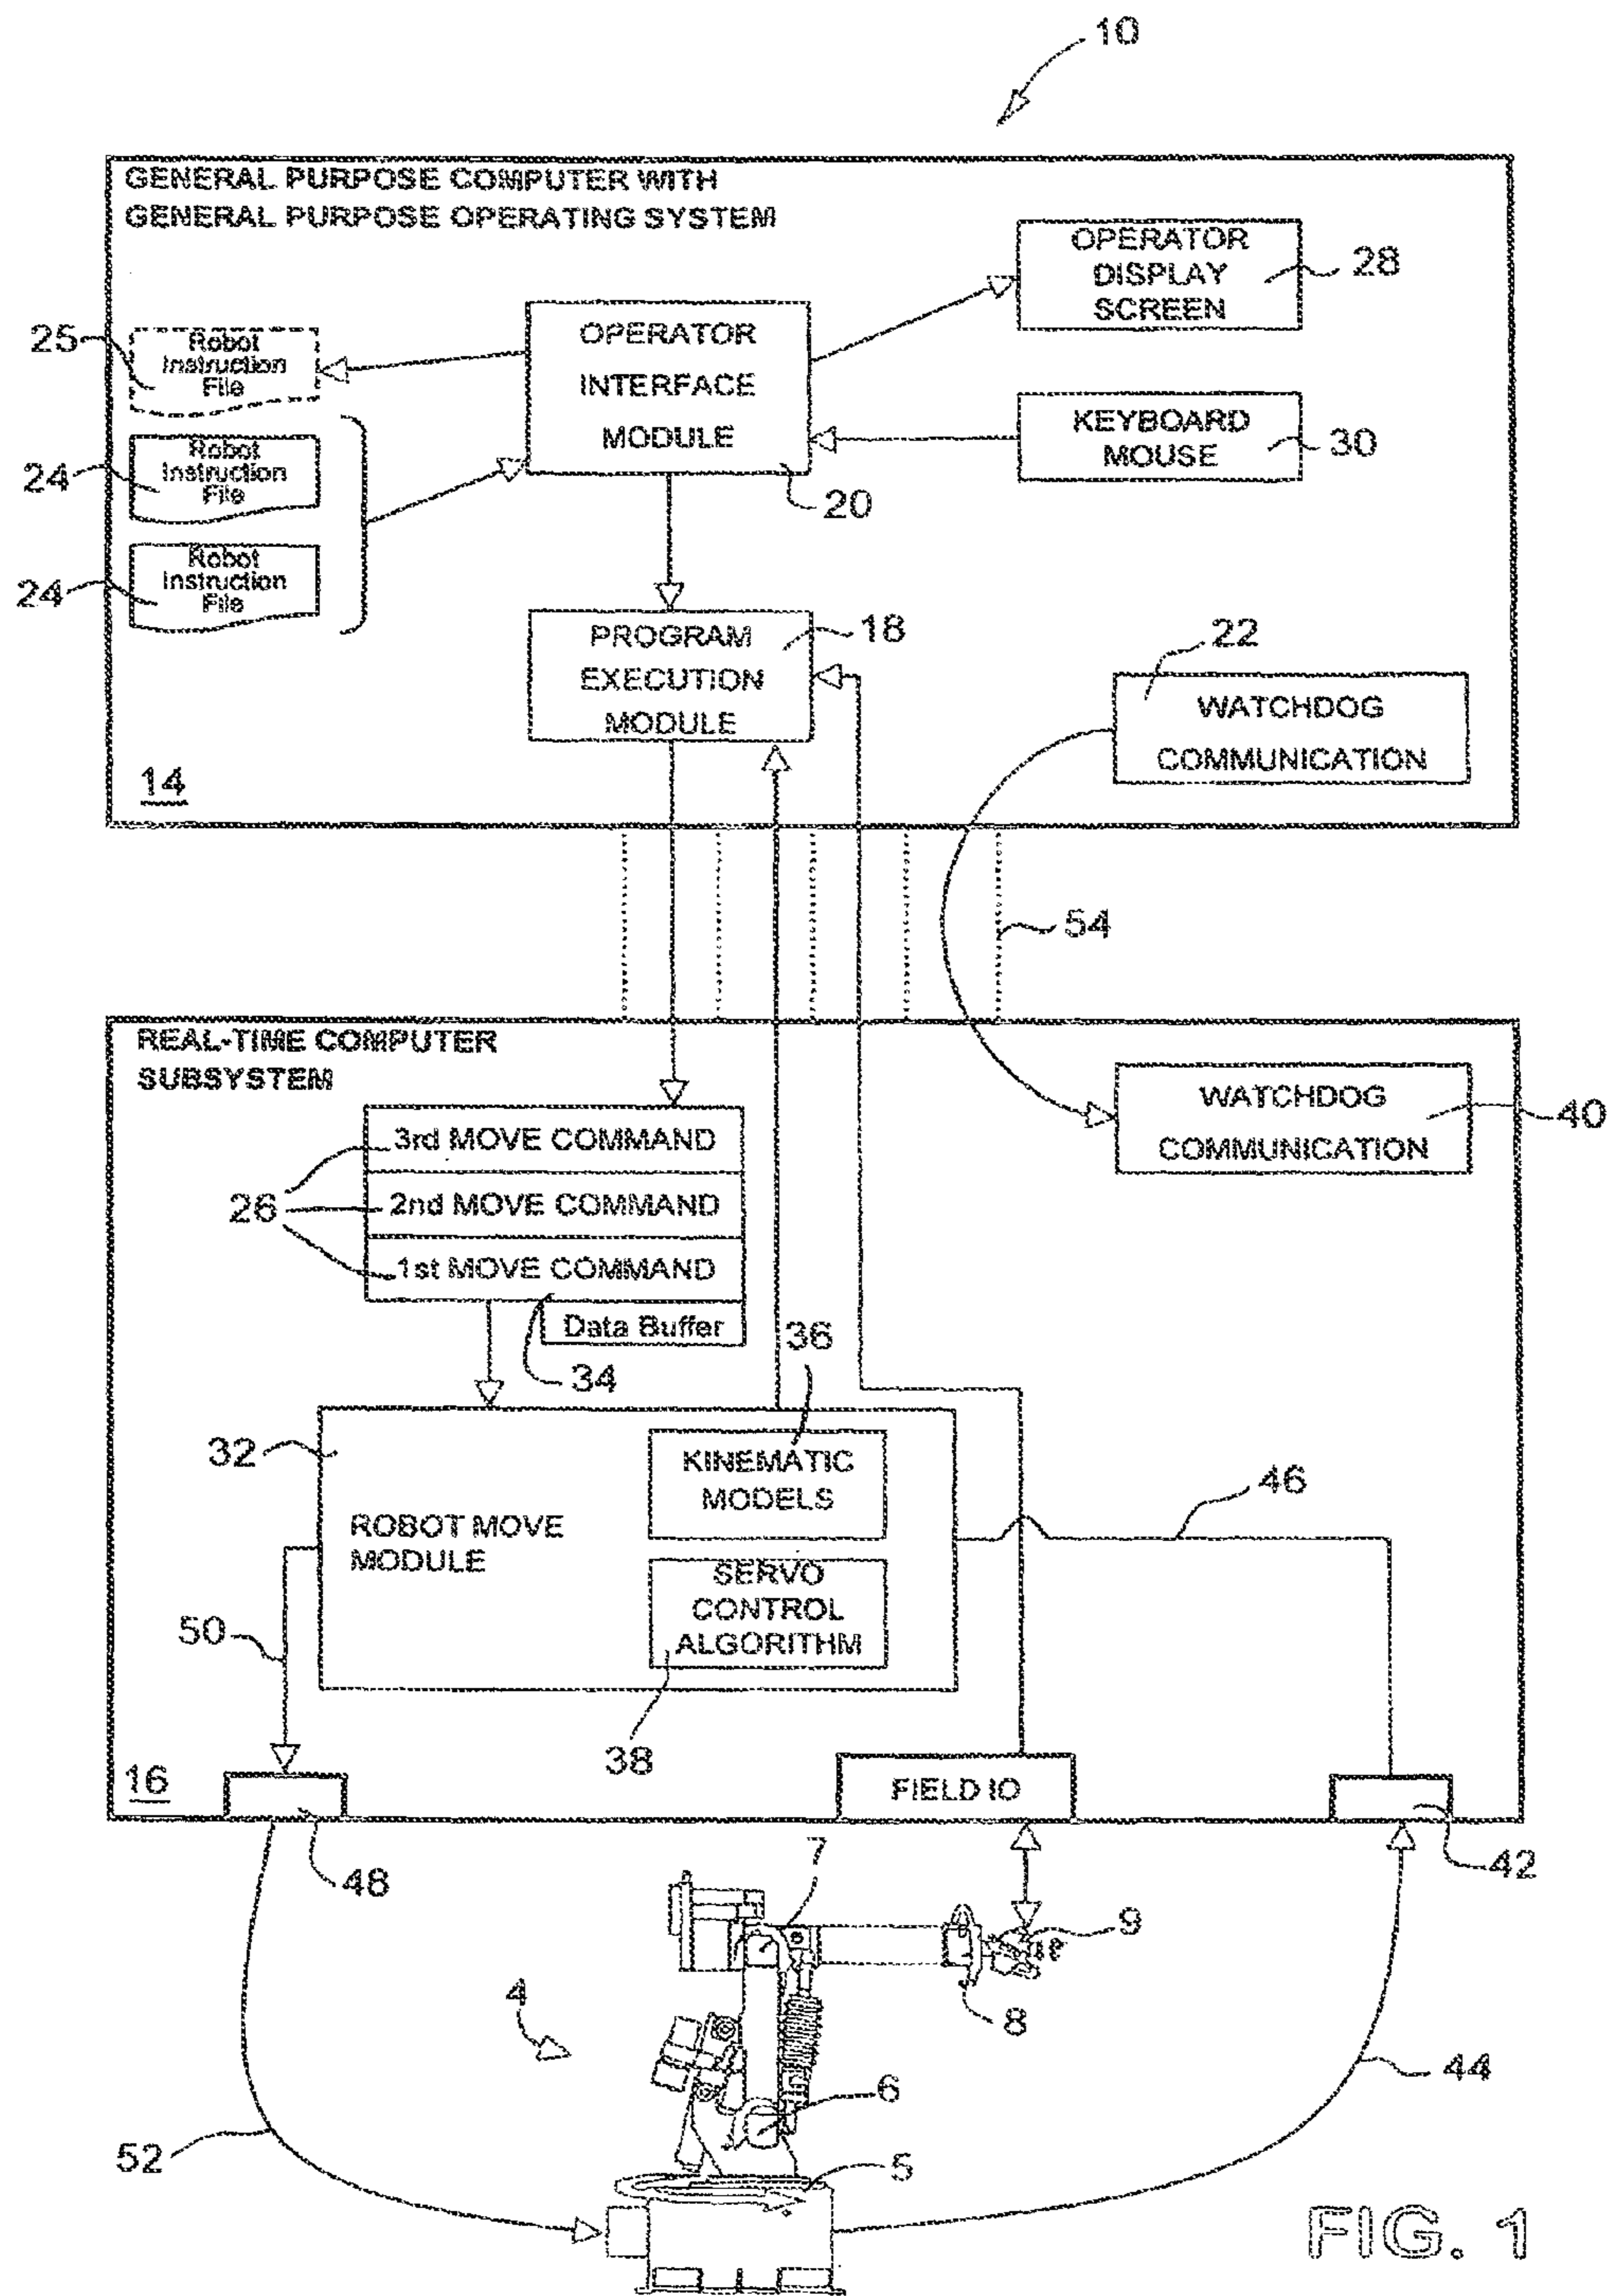 10
GENERAL PURPOSE COMPUTER WITH
GENERAL PURPOSE OPERATING SYSTEM
OPERATOR
DISPLAY
SCREEN
28
25
Robot
Instruction
File
OPERATOR
INTERFACE
MODULE
20
KEYBOARD
MOUSE
30
24
Robot
Instruction
File
24
Robot
Instruction
File
PROGRAM
EXECUTION
MODULE
18
22
WATCHDOG
COMMUNICATION
14
54
REAL-TIME COMPUTER
SUBSYSTEM
WATCHDOG
COMMUNICATION
40
3rd MOVE COMMAND
26
2nd MOVE COMMAND
1st MOVE COMMAND
Data Buffer
34
36
32
ROBOT MOVE
MODULE
KINEMATIC
MODELS
46
SERVO
CONTROL
ALGORITHM
50
38
16
FIELD IO
48
42
7
9
8
4
6
44
52
5
FIG. 1